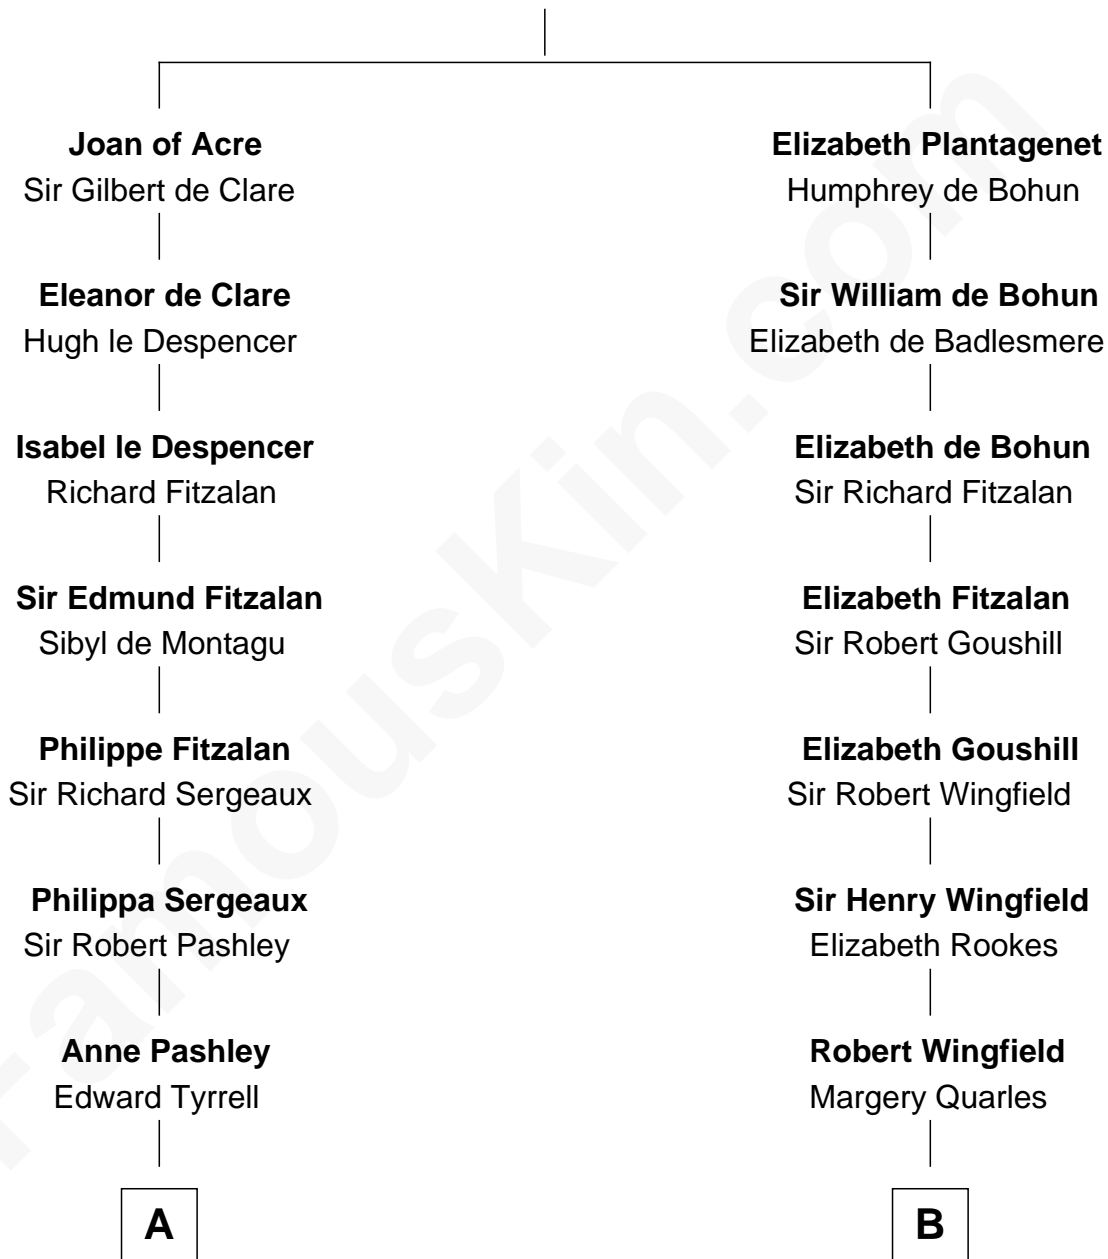 Joan of Acre
Sir Gilbert de Clare
Eleanor de Clare
Hugh le Despencer
Isabel le Despencer
Richard Fitzalan
Sir Edmund Fitzalan
Sibyl de Montagu
Philippe Fitzalan
Sir Richard Sergeaux
Philippa Sergeaux
Sir Robert Pashley
Anne Pashley
Edward Tyrrell
A
Elizabeth Plantagenet
Humphrey de Bohun
Sir William de Bohun
Elizabeth de Badlesmere
Elizabeth de Bohun
Sir Richard Fitzalan
Elizabeth Fitzalan
Sir Robert Goushill
Elizabeth Goushill
Sir Robert Wingfield
Sir Henry Wingfield
Elizabeth Rookes
Robert Wingfield
Margery Quarles
B
FamousKin.com